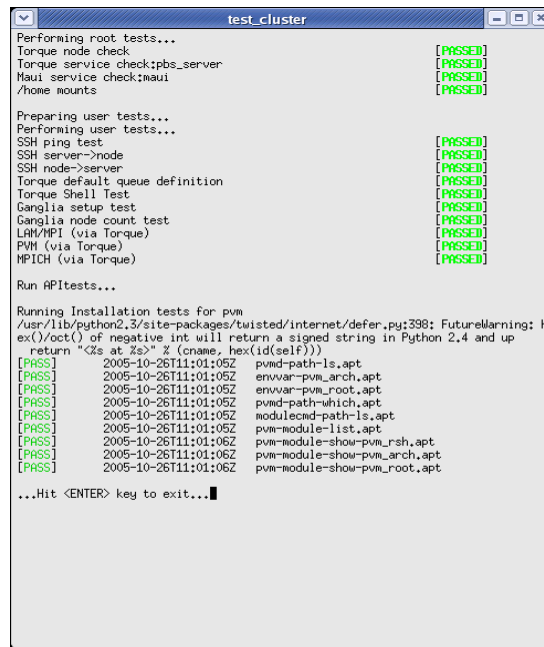 test_cluster
Performing root tests...
Torque node check [PASSED]
Torque service check:pbs_server [PASSED]
Maui service check:maui [PASSED]
/home mounts [PASSED]
Preparing user tests...
Performing user tests...
SSH ping test [PASSED]
SSH server->node [PASSED]
SSH node->server [PASSED]
Torque default queue definition [PASSED]
Torque Shell Test [PASSED]
Ganglia setup test [PASSED]
Ganglia node count test [PASSED]
LAM/MPI (via Torque) [PASSED]
PVM (via Torque) [PASSED]
MPICH (via Torque) [PASSED]
Run APItests...
Running Installation tests for pvm
/usr/lib/python2.3/site-packages/twisted/internet/defer.py:398: FutureWarning: h
ex()/oct() of negative int will return a signed string in Python 2.4 and up
return "<%s at %s>" % (cname, hex(id(self)))
[PASS] 2005-10-26T11:01:05Z pvmd-path-ls.apt
[PASS] 2005-10-26T11:01:05Z envvar-pvm_arch.apt
[PASS] 2005-10-26T11:01:05Z envvar-pvm_root.apt
[PASS] 2005-10-26T11:01:05Z pvmd-path-which.apt
[PASS] 2005-10-26T11:01:05Z modulecmd-path-ls.apt
[PASS] 2005-10-26T11:01:06Z pvm-module-list.apt
[PASS] 2005-10-26T11:01:06Z pvm-module-show-pvm_rsh.apt
[PASS] 2005-10-26T11:01:06Z pvm-module-show-pvm_arch.apt
[PASS] 2005-10-26T11:01:06Z pvm-module-show-pvm_root.apt
...Hit <ENTER> key to exit...